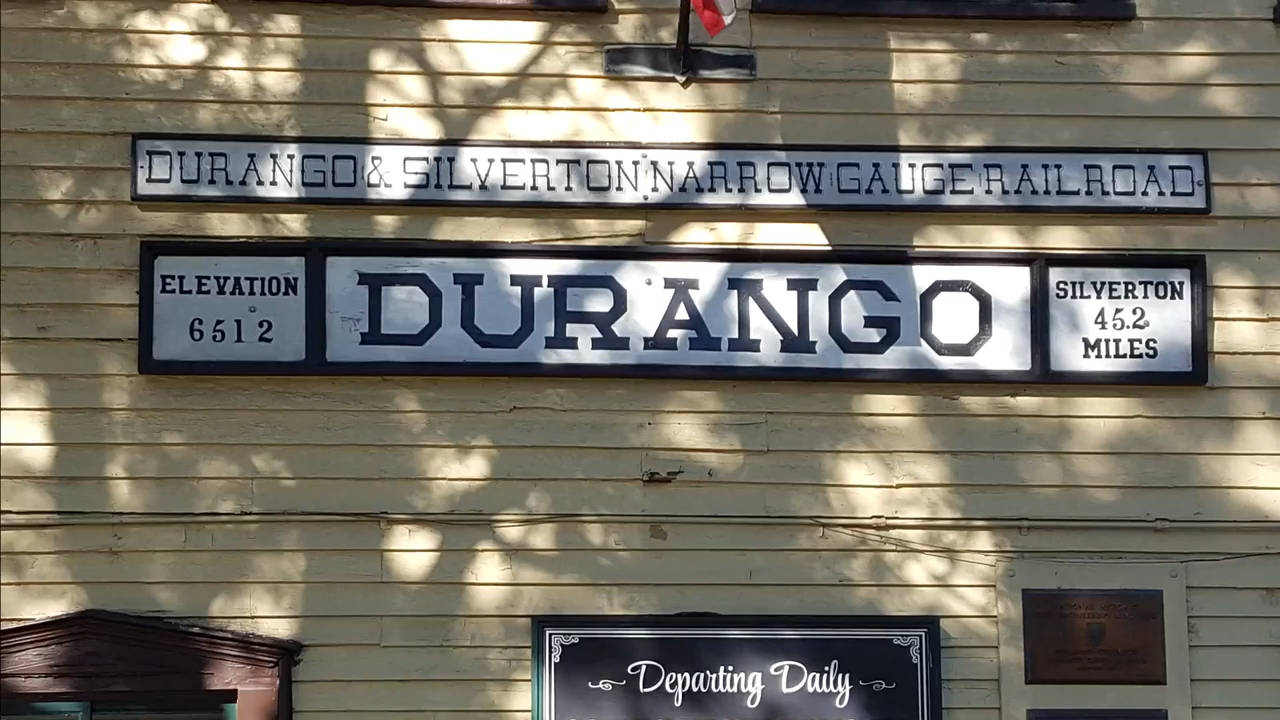 DURANGO & SILVERTON NARROW GAUGE RAILROAD
ELEVATION
6512
DURANGO
SILVERTON
45.2
MILES
Departing Daily